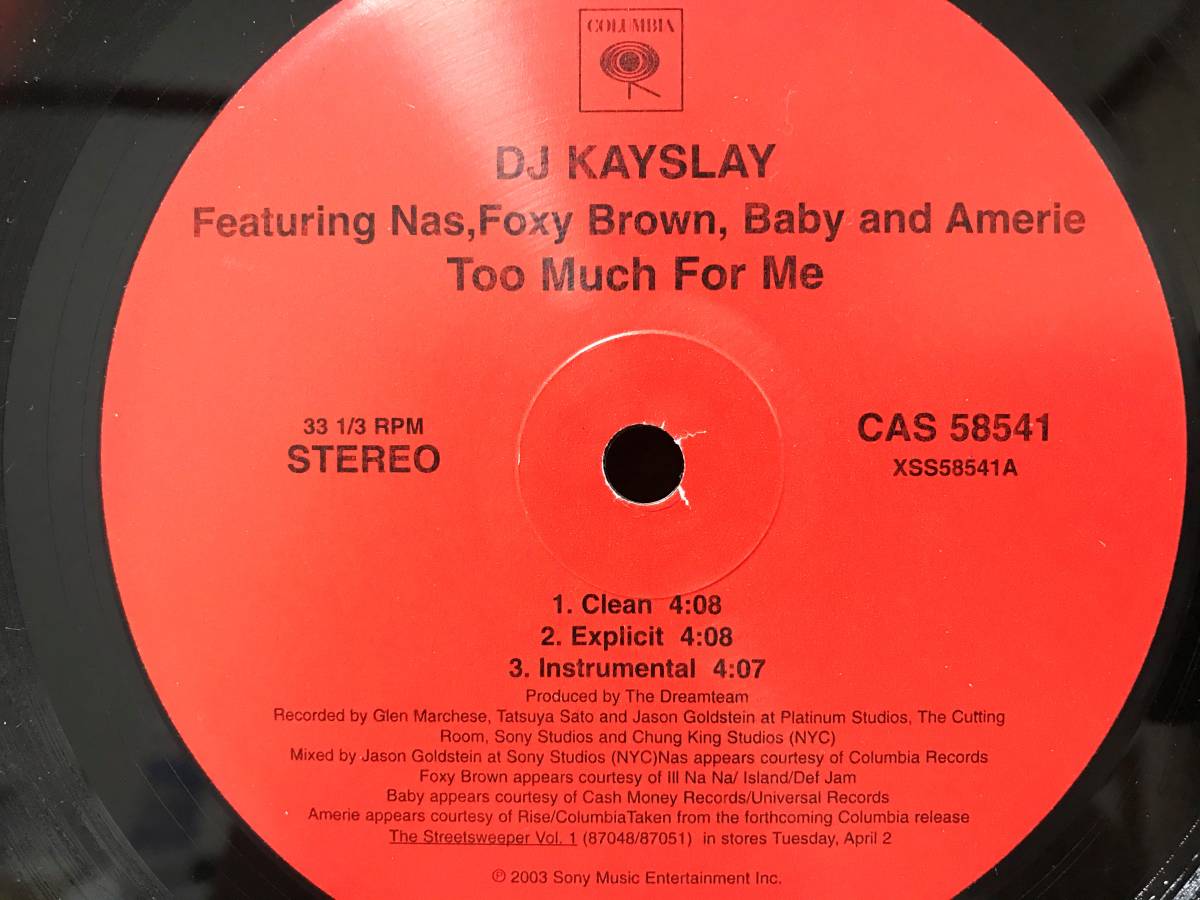 COLUMBIA
DJ KAYSLAY
Featuring Nas,Foxy Brown, Baby and Amerie
Too Much For Me
33 1/3 RPM
STEREO
CAS 58541
XSS58541A
1. Clean 4:08
2. Explicit 4:08
3. Instrumental 4:07
Produced by The Dreamteam
Recorded by Glen Marchese, Tatsuya Sato and Jason Goldstein at Platinum Studios, The Cutting
Room, Sony Studios and Chung King Studios (NYC)
Mixed by Jason Goldstein at Sony Studios (NYC)Nas appears courtesy of Columbia Records
Foxy Brown appears courtesy of Ill Na Na/ Island/Def Jam
Baby appears courtesy of Cash Money Records/Universal Records
Amerie appears courtesy of Rise/ColumbiaTaken from the forthcoming Columbia release
The Streetsweeper Vol. 1 (87048/87051) in stores Tuesday, April 2
℗ 2003 Sony Music Entertainment Inc.